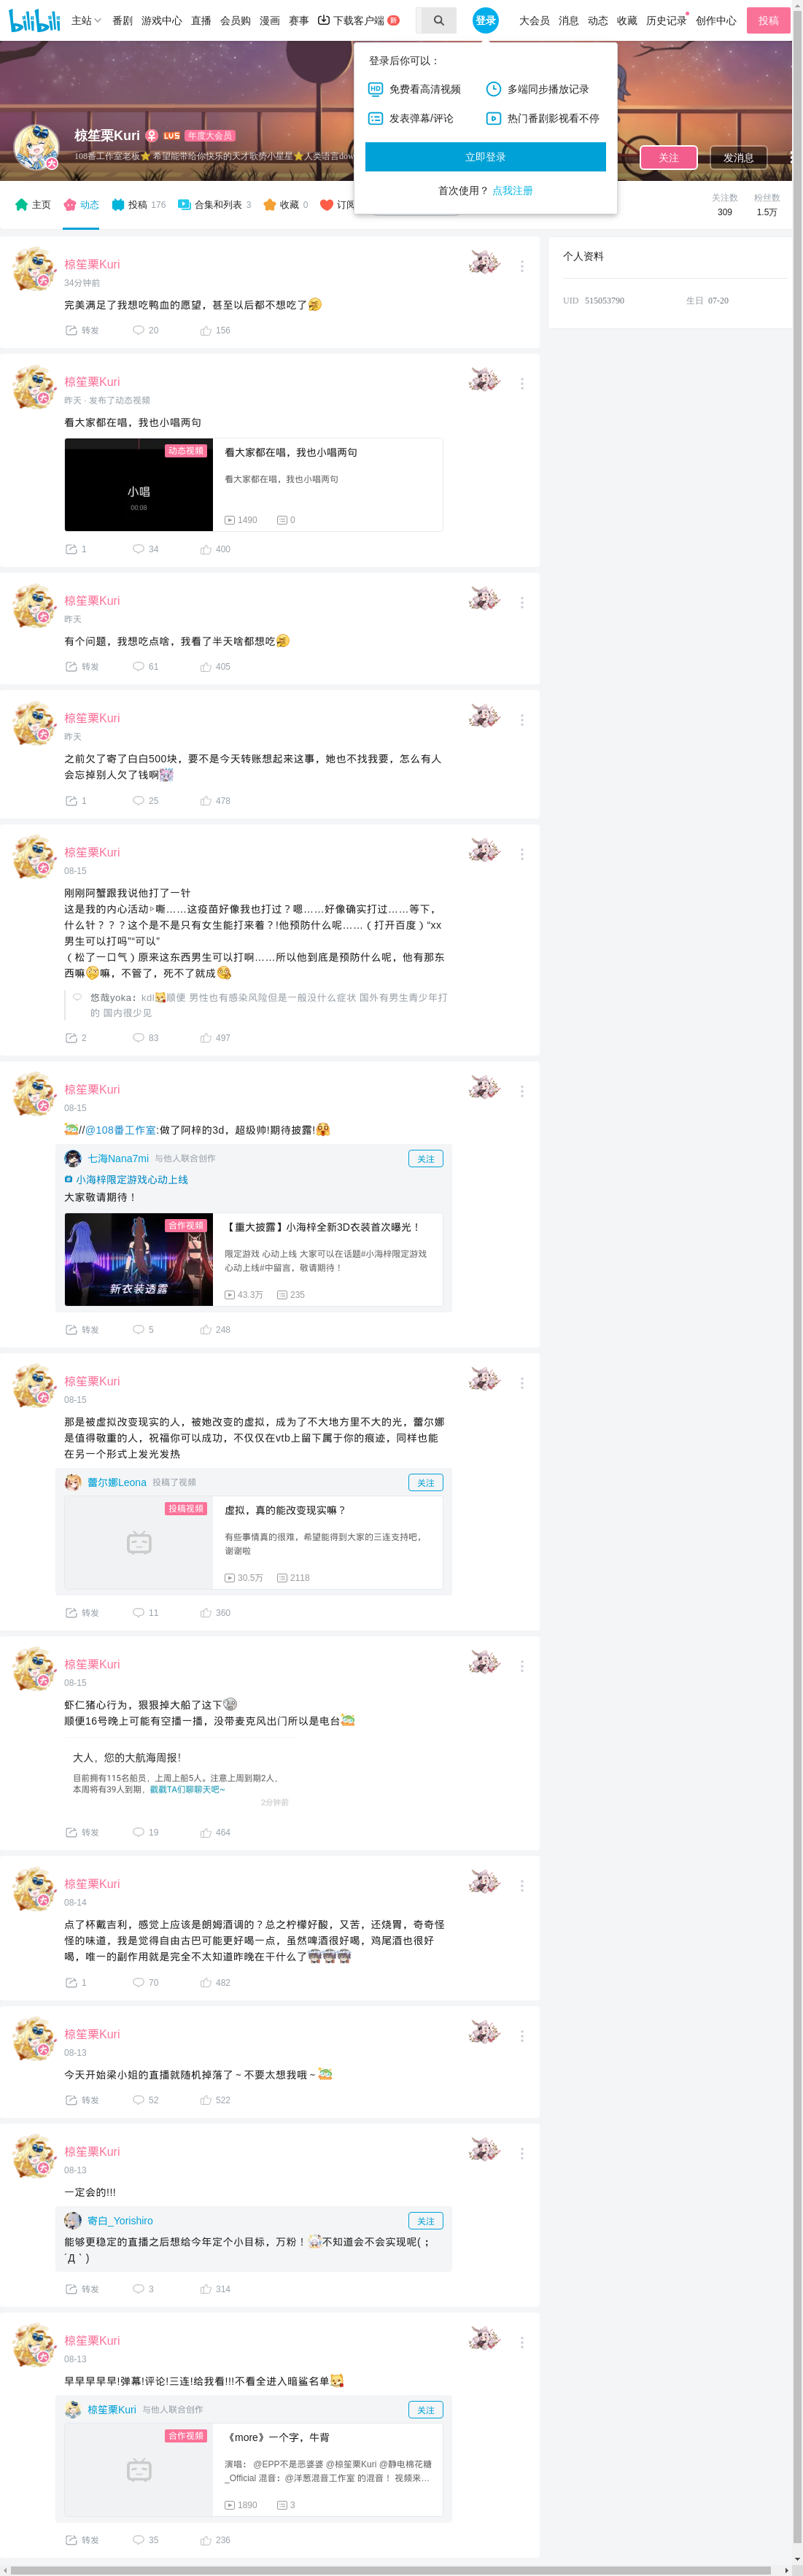 bilibili 主站 番剧 游戏中心 直播 会员购 漫画 赛事 下载客户端 新 登录 大会员 消息 动态 收藏 历史记录 创作中心 投稿
登录后你可以：
免费看高清视频 多端同步播放记录
发表弹幕/评论 热门番剧影视看不停
立即登录
首次使用？ 点我注册
椋笙栗Kuri LV5 年度大会员
108番工作室老板⭐ 希望能带给你快乐的天才歌势小星星⭐人类语言dow
关注 发消息
主页 动态 投稿 176 合集和列表 3 收藏 0 订阅
关注数 粉丝数
309 1.5万
个人资料
UID 515053790 生日 07-20
椋笙栗Kuri
34分钟前
完美满足了我想吃鸭血的愿望，甚至以后都不想吃了
转发 20 156
椋笙栗Kuri
昨天 · 发布了动态视频
看大家都在唱，我也小唱两句
动态视频
小唱
00:08
看大家都在唱，我也小唱两句
看大家都在唱，我也小唱两句
1490 0
1 34 400
椋笙栗Kuri
昨天
有个问题，我想吃点啥，我看了半天啥都想吃
转发 61 405
椋笙栗Kuri
昨天
之前欠了寄了白白500块，要不是今天转账想起来这事，她也不找我要，怎么有人
会忘掉别人欠了钱啊
1 25 478
椋笙栗Kuri
08-15
刚刚阿蟹跟我说他打了一针
这是我的内心活动▷嘶……这疫苗好像我也打过？嗯……好像确实打过……等下，
什么针？？？这个是不是只有女生能打来着？!他预防什么呢……（打开百度）“xx
男生可以打吗”“可以”
（松了一口气）原来这东西男生可以打啊……所以他到底是预防什么呢，他有那东
西嘛嘛，不管了，死不了就成
悠哉yoka：kdl顺便 男性也有感染风险但是一般没什么症状 国外有男生青少年打
的 国内很少见
2 83 497
椋笙栗Kuri
08-15
//@108番工作室:做了阿梓的3d，超级帅!期待披露!
七海Nana7mi 与他人联合创作 关注
小海梓限定游戏心动上线
大家敬请期待！
合作视频
新衣装透露
【重大披露】小海梓全新3D衣装首次曝光！
限定游戏 心动上线 大家可以在话题#小海梓限定游戏
心动上线#中留言，敬请期待！
43.3万 235
转发 5 248
椋笙栗Kuri
08-15
那是被虚拟改变现实的人，被她改变的虚拟，成为了不大地方里不大的光，蕾尔娜
是值得敬重的人，祝福你可以成功，不仅仅在vtb上留下属于你的痕迹，同样也能
在另一个形式上发光发热
蕾尔娜Leona 投稿了视频 关注
投稿视频
虚拟，真的能改变现实嘛？
有些事情真的很难，希望能得到大家的三连支持吧，
谢谢啦
30.5万 2118
转发 11 360
椋笙栗Kuri
08-15
虾仁猪心行为，狠狠掉大船了这下
顺便16号晚上可能有空播一播，没带麦克风出门所以是电台
大人，您的大航海周报！
目前拥有115名船员，上周上船5人。注意上周到期2人，
本周将有39人到期，戳戳TA们聊聊天吧~
2分钟前
转发 19 464
椋笙栗Kuri
08-14
点了杯戴吉利，感觉上应该是朗姆酒调的？总之柠檬好酸，又苦，还烧胃，奇奇怪
怪的味道，我是觉得自由古巴可能更好喝一点，虽然啤酒很好喝，鸡尾酒也很好
喝，唯一的副作用就是完全不太知道昨晚在干什么了
1 70 482
椋笙栗Kuri
08-13
今天开始梁小姐的直播就随机掉落了～不要太想我哦～
转发 52 522
椋笙栗Kuri
08-13
一定会的!!!
寄白_Yorishiro 关注
能够更稳定的直播之后想给今年定个小目标，万粉！不知道会不会实现呢(；
´Д｀)
转发 3 314
椋笙栗Kuri
08-13
早早早早早!弹幕!评论!三连!给我看!!!不看全进入暗鲨名单
椋笙栗Kuri 与他人联合创作 关注
合作视频
《more》一个字，牛背
演唱： @EPP不是恶婆婆 @椋笙栗Kuri @静电棉花糖
_Official 混音：@洋葱混音工作室 的混音！ 视频来…
1890 3
转发 35 236